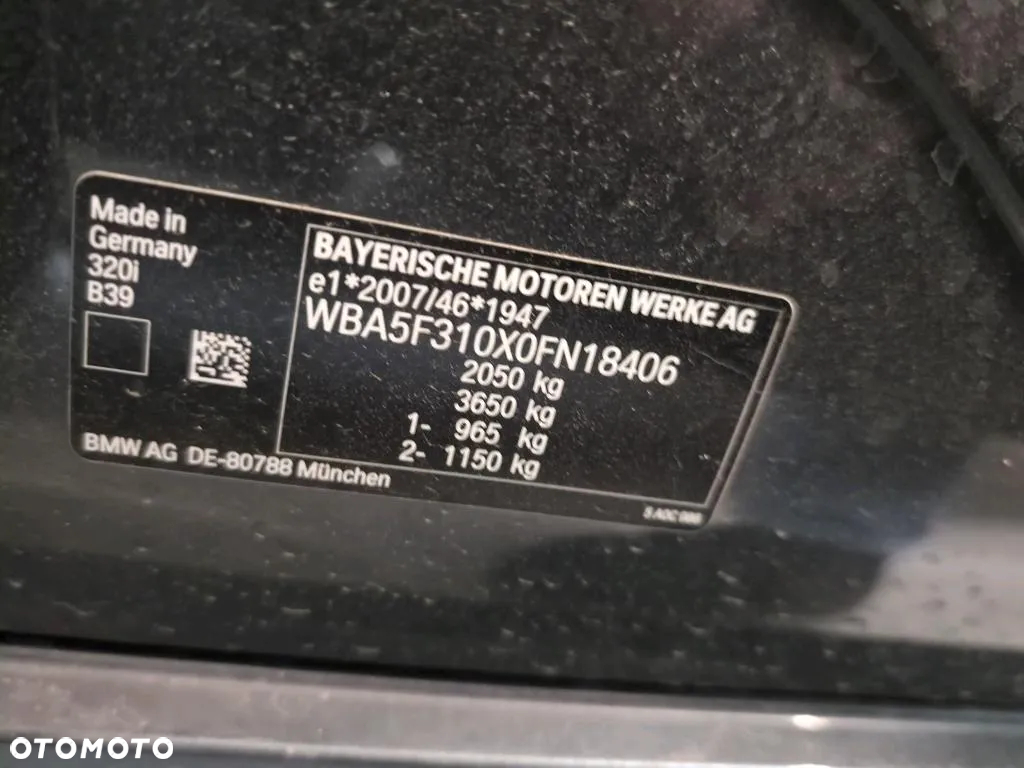 Made in
Germany
320i
B39
BAYERISCHE MOTOREN WERKE AG
e1*2007/46*1947
WBA5F310X0FN18406
2050 kg
3650 kg
1- 965 kg
2- 1150 kg
BMW AG DE-80788 München
OTOMOTO